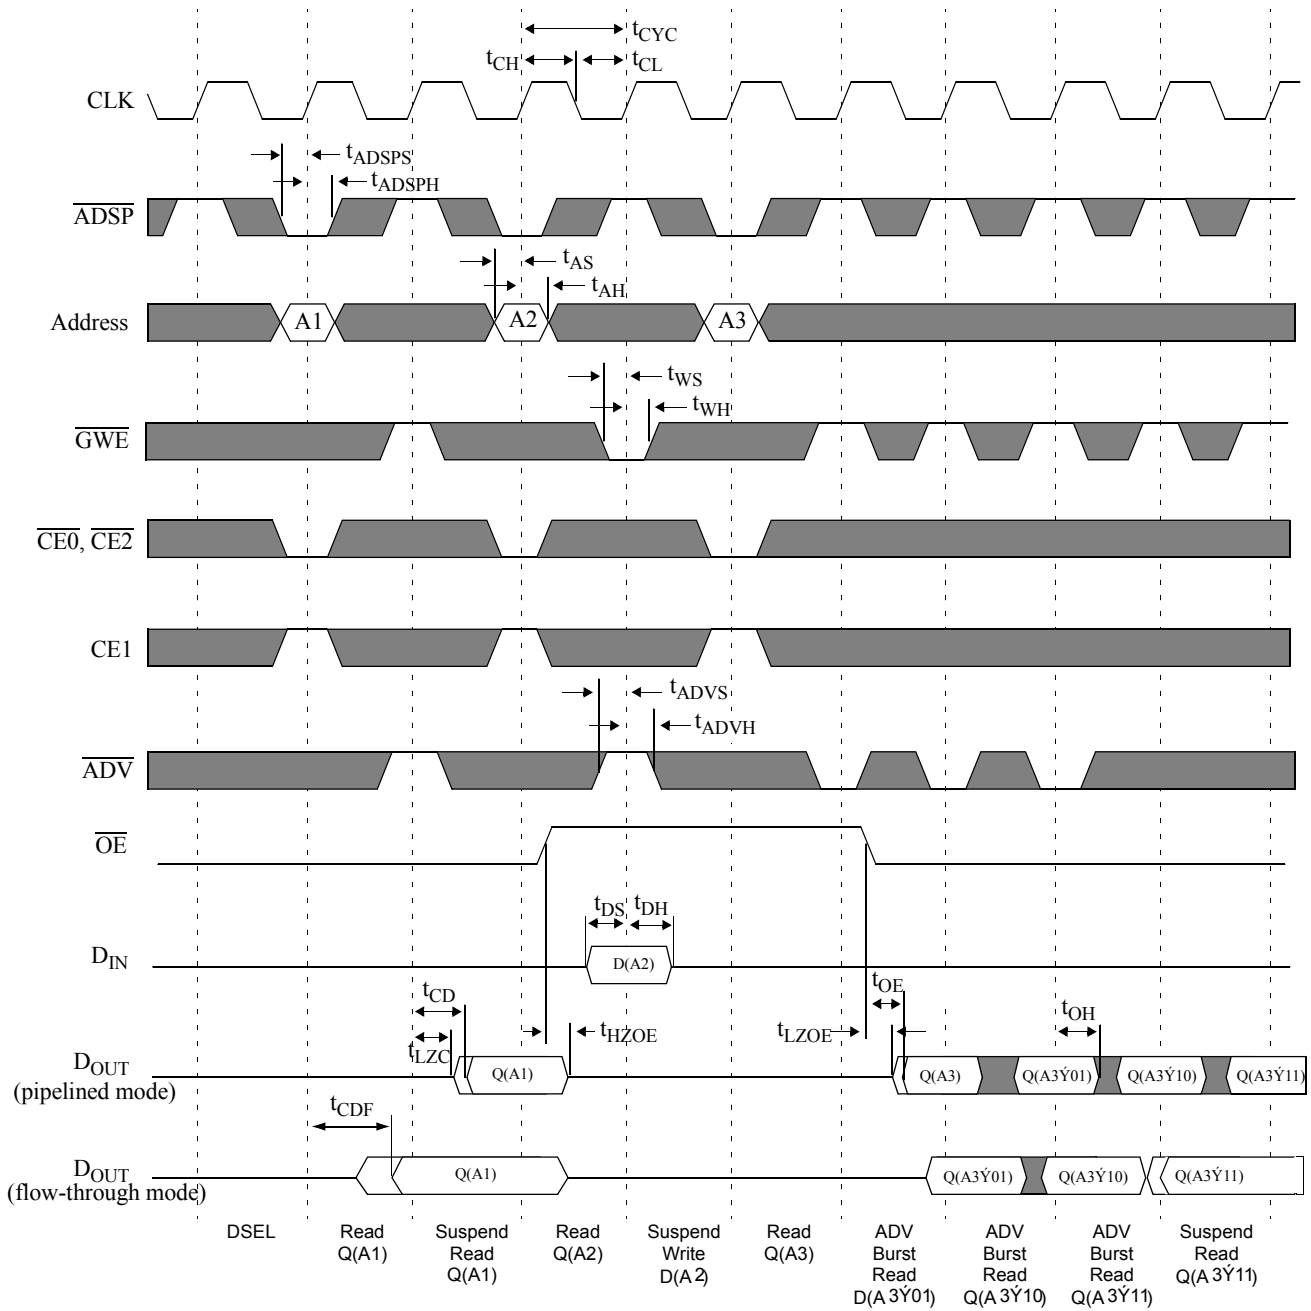 tCYC
tCH tCL
CLK
tADSPS
tADSPH
ADSP
tAS
tAH
Address A1 A2 A3
tWS
tWH
GWE
CE0, CE2
CE1
tADVS
tADVH
ADV
OE
tDS tDH
DIN D(A2)
tCD tOE
tOH
tLZC tHZOE tLZOE
DOUT
(pipelined mode)
Q(A1) Q(A3) Q(A3Ý01) Q(A3Ý10) Q(A3Ý11)
tCDF
DOUT
(flow-through mode)
Q(A1) Q(A3Ý01) Q(A3Ý10) Q(A3Ý11)
DSEL
Read
Q(A1)
Suspend
Read
Q(A1)
Read
Q(A2)
Suspend
Write
D(A2)
Read
Q(A3)
ADV
Burst
Read
D(A3Ý01)
ADV
Burst
Read
Q(A3Ý10)
ADV
Burst
Read
Q(A3Ý11)
Suspend
Read
Q(A3Ý11)